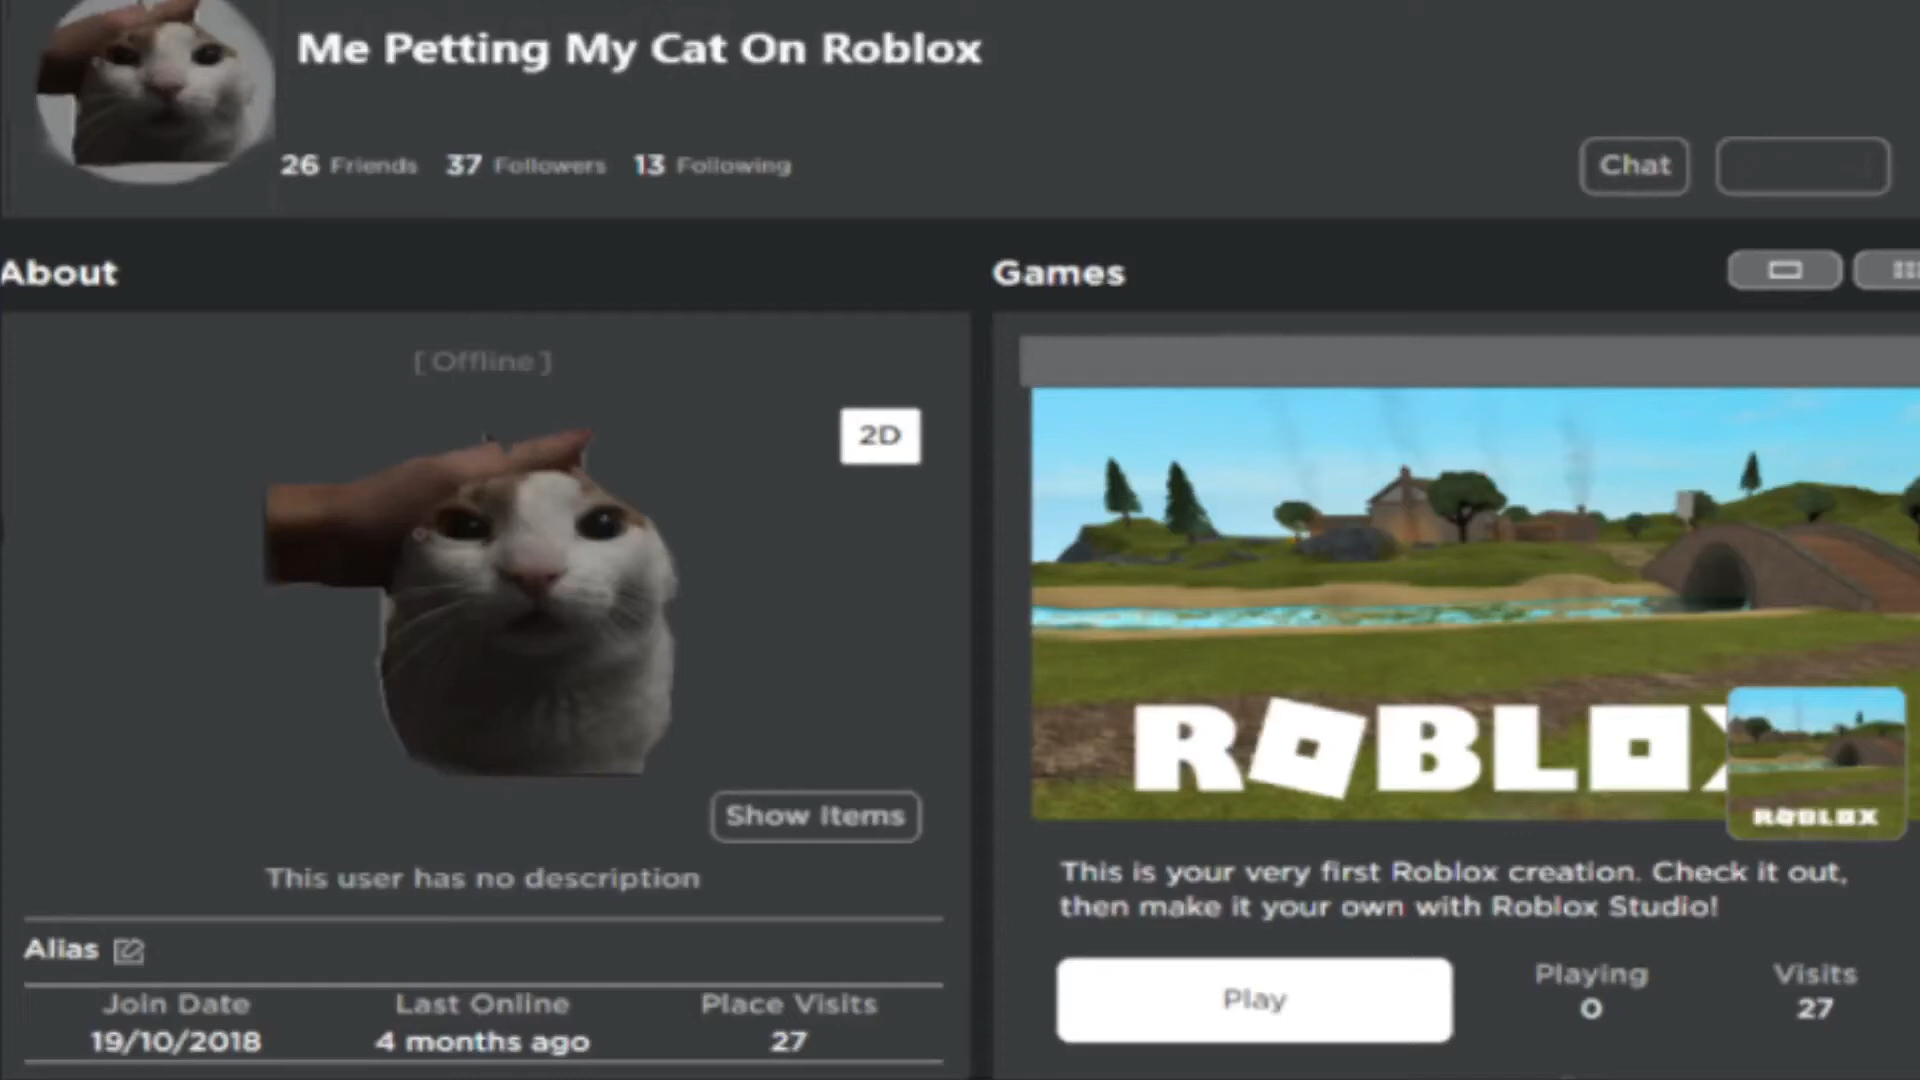 Me Petting My Cat On Roblox
26 Friends 37 Followers 13 Following
Chat
About
[ Offline ]
2D
Show Items
This user has no description
Alias
Join Date Last Online Place Visits
19/10/2018 4 months ago 27
Games
ROBLOX
ROBLOX
This is your very first Roblox creation. Check it out,
then make it your own with Roblox Studio!
Play
Playing Visits
0 27